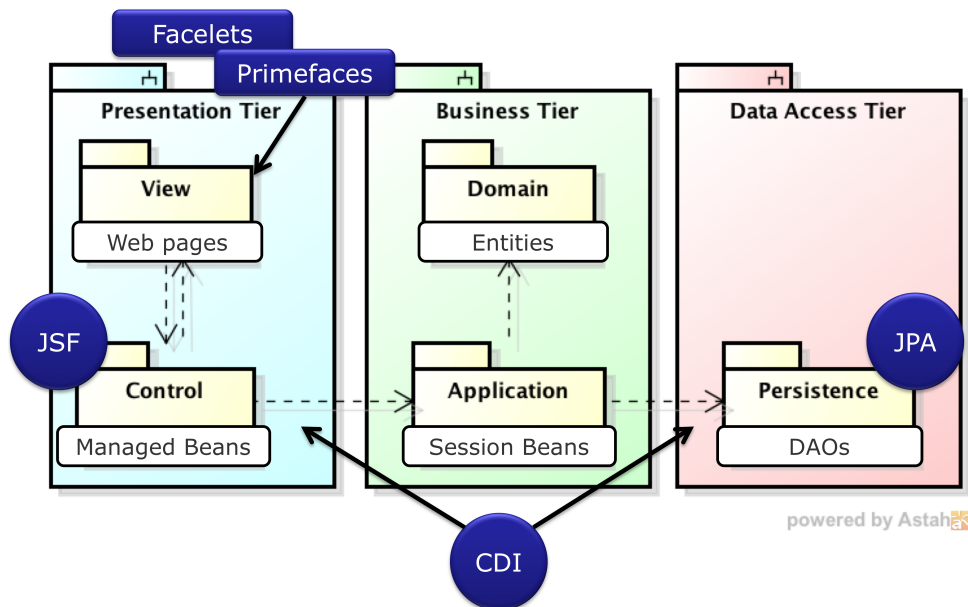 Facelets
Primefaces
Presentation Tier
Business Tier
Data Access Tier
View
Web pages
Domain
Entities
JSF
JPA
Control
Managed Beans
Application
Session Beans
Persistence
DAOs
CDI
powered by Astah